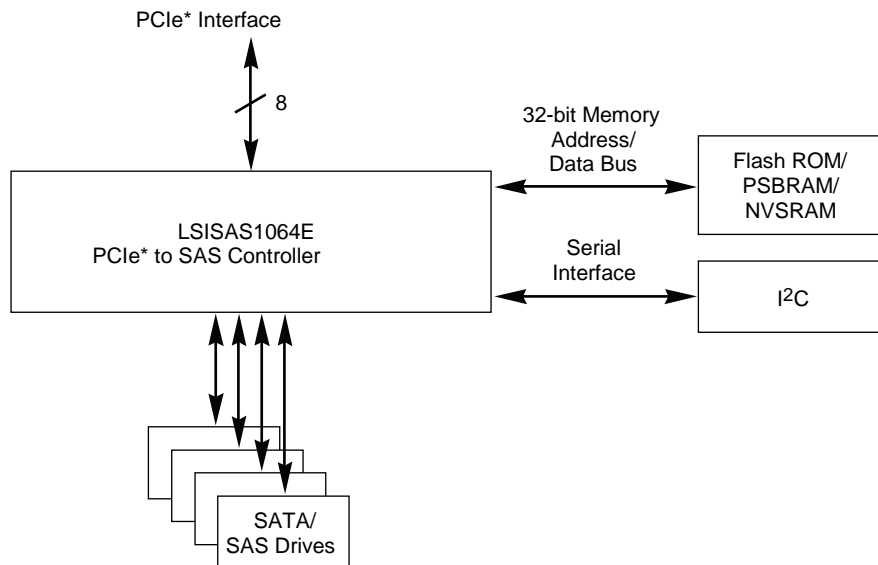 PCIe* Interface
8
32-bit Memory
Address/
Data Bus
Flash ROM/
PSBRAM/
NVSRAM
LSISAS1064E
PCIe* to SAS Controller
Serial
Interface
I²C
SATA/
SAS Drives